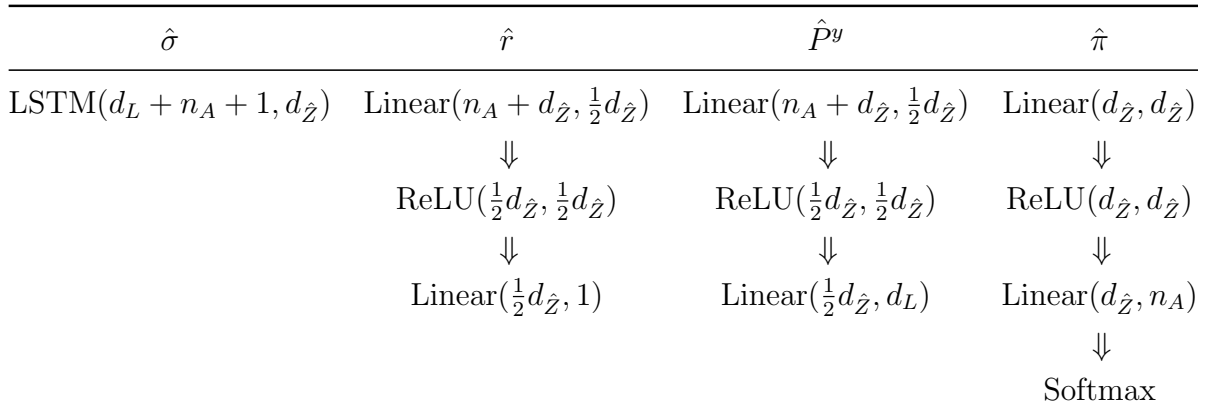 σ̂ r̂ P̂^y π̂
LSTM(d_L + n_A + 1, d_Ẑ) Linear(n_A + d_Ẑ, ½d_Ẑ) Linear(n_A + d_Ẑ, ½d_Ẑ) Linear(d_Ẑ, d_Ẑ)
⇓ ⇓ ⇓
ReLU(½d_Ẑ, ½d_Ẑ) ReLU(½d_Ẑ, ½d_Ẑ) ReLU(d_Ẑ, d_Ẑ)
⇓ ⇓ ⇓
Linear(½d_Ẑ, 1) Linear(½d_Ẑ, d_L) Linear(d_Ẑ, n_A)
⇓
Softmax